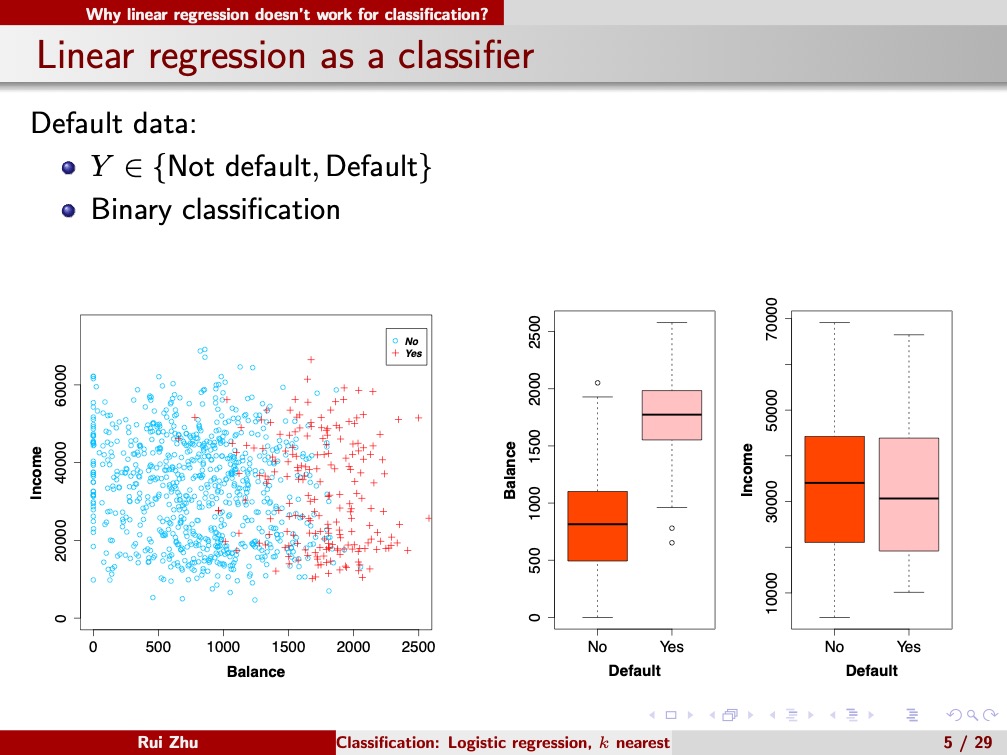 Why linear regression doesn't work for classification?
Linear regression as a classifier
Default data:
Y ∈ {Not default, Default}
Binary classification
No
Yes
0 20000 40000 60000
Income
0 500 1000 1500 2000 2500
Balance
0 500 1000 1500 2000 2500
Balance
No Yes
Default
10000 30000 50000 70000
Income
No Yes
Default
Rui Zhu Classification: Logistic regression, k nearest 5 / 29